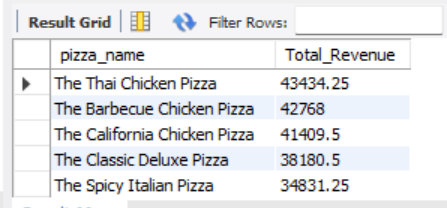 Result Grid Filter Rows:
pizza_name Total_Revenue
The Thai Chicken Pizza 43434.25
The Barbecue Chicken Pizza 42768
The California Chicken Pizza 41409.5
The Classic Deluxe Pizza 38180.5
The Spicy Italian Pizza 34831.25